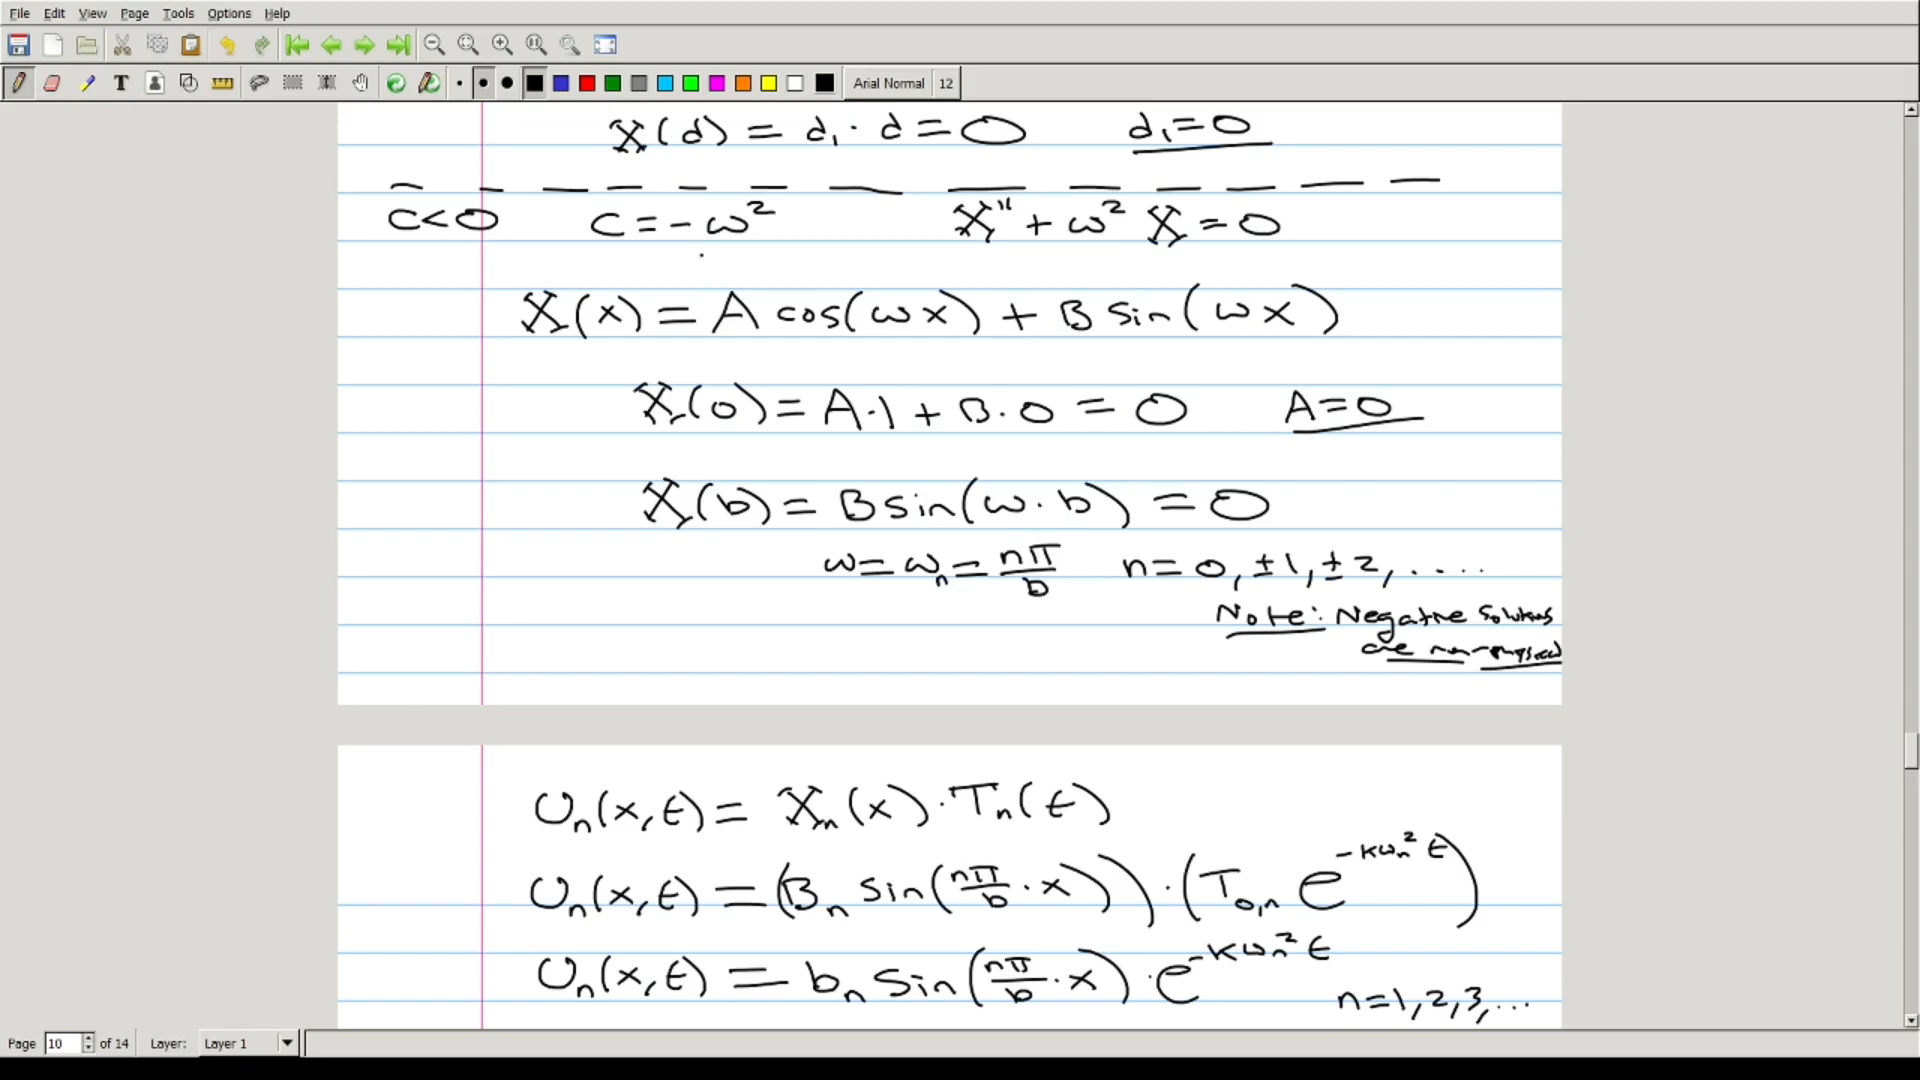 File Edit View Page Tools Options Help
Arial Normal 12
X(d) = d₁ · d = 0 d₁=0
C<0 C = -ω² X'' + ω² X = 0
X(x) = A cos(ωx) + B sin(ωx)
X(0) = A·1 + B·0 = 0 A=0
X(b) = B sin(ω·b) = 0
ω = ωₙ = nπ/b n = 0, ±1, ±2, ....
Note: Negative solutions
are non-physical
Uₙ(x,t) = Xₙ(x)·Tₙ(t)
Uₙ(x,t) = (Bₙ sin(nπ/b · x))·(T₀,ₙ e^(-kωₙ² t))
Uₙ(x,t) = bₙ sin(nπ/b · x)·e^(-kωₙ² t)
n=1,2,3,...
Page 10 of 14 Layer: Layer 1